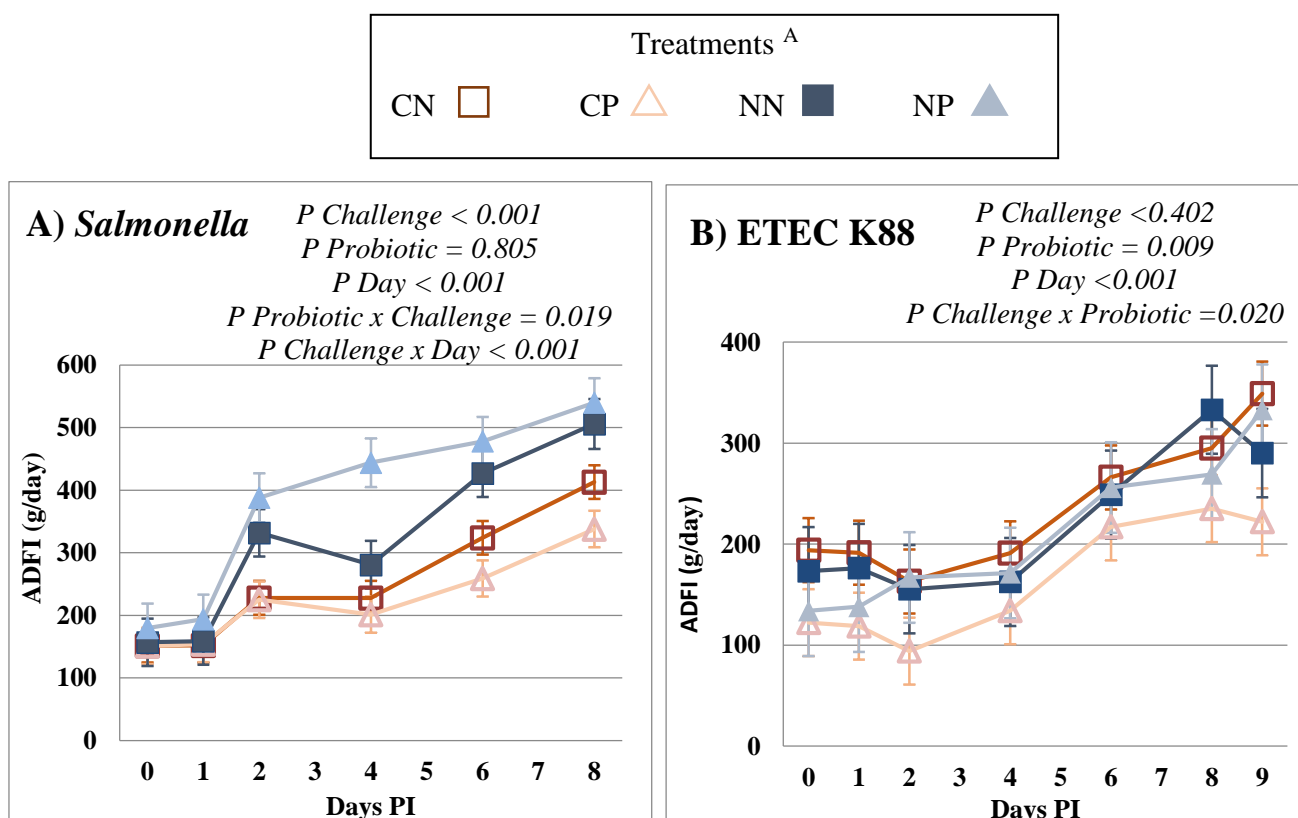 Treatments A
CN CP NN NP
A) Salmonella
P Challenge < 0.001
P Probiotic = 0.805
P Day < 0.001
P Probiotic x Challenge = 0.019
P Challenge x Day < 0.001
600
500
400
300
200
100
0
ADFI (g/day)
0 1 2 3 4 5 6 7 8
Days PI
B) ETEC K88
P Challenge <0.402
P Probiotic = 0.009
P Day <0.001
P Challenge x Probiotic =0.020
400
300
200
100
0
ADFI (g/day)
0 1 2 3 4 5 6 7 8 9
Days PI